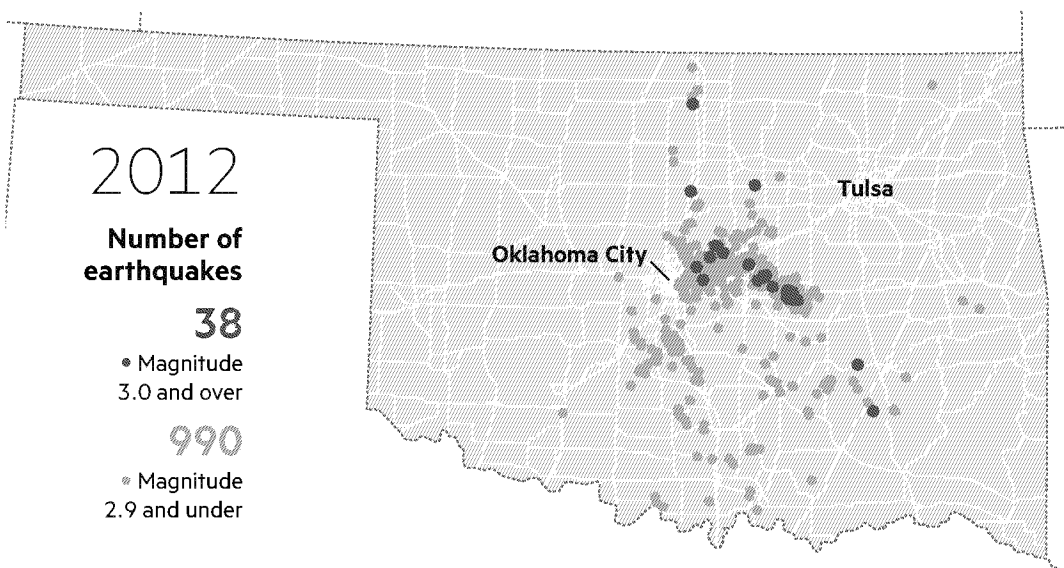 2012
Number of
earthquakes
38
Magnitude
3.0 and over
990
Magnitude
2.9 and under
Oklahoma City
Tulsa